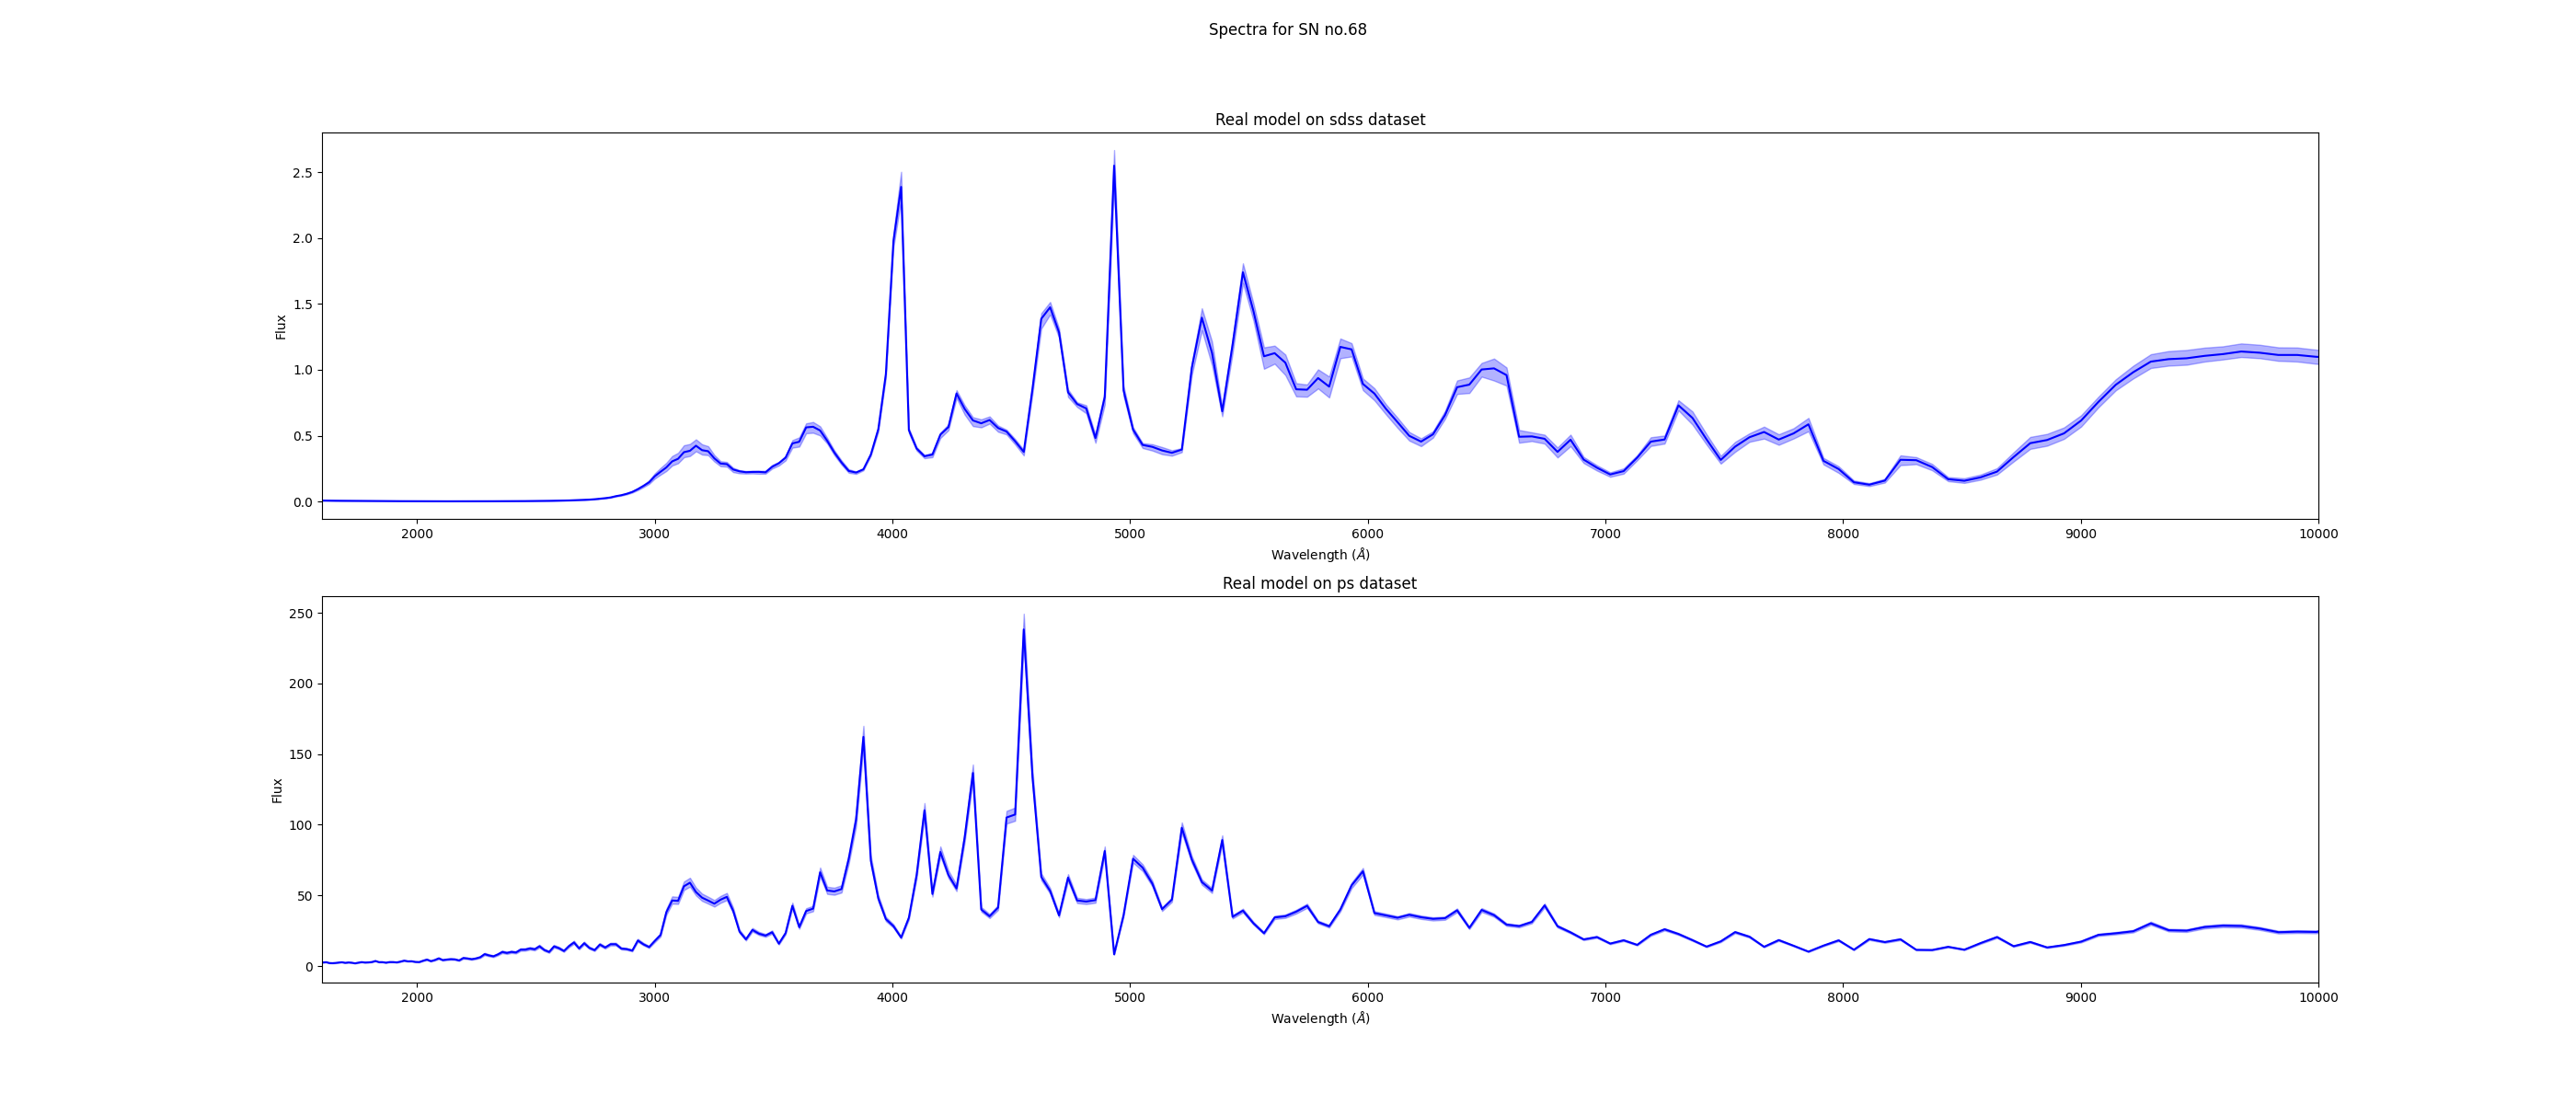 Spectra for SN no.68
Real model on sdss dataset
Flux
2.5
2.0
1.5
1.0
0.5
0.0
2000 3000 4000 5000 6000 7000 8000 9000 10000
Wavelength (Å)
Real model on ps dataset
Flux
250
200
150
100
50
0
2000 3000 4000 5000 6000 7000 8000 9000 10000
Wavelength (Å)